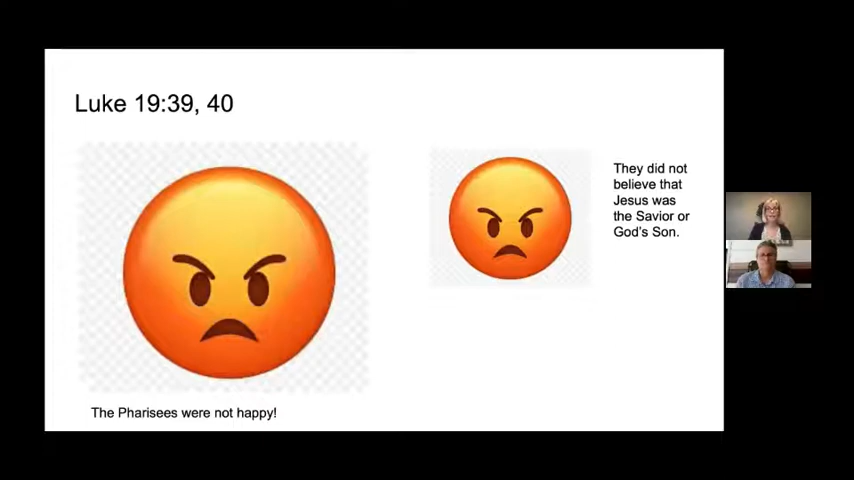 Luke 19:39, 40
They did not
believe that
Jesus was
the Savior or
God's Son.
The Pharisees were not happy!